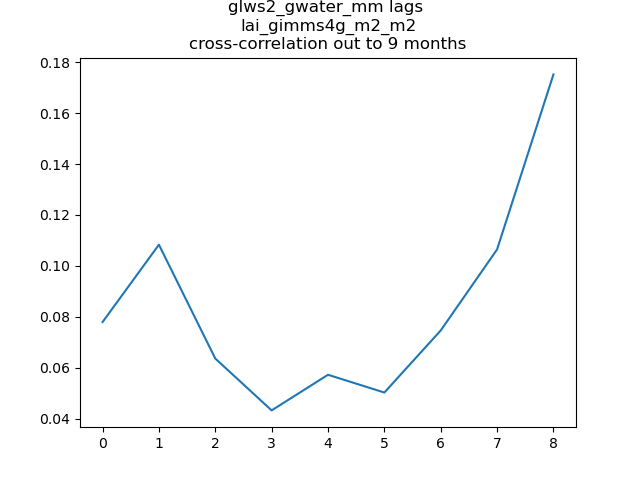 glws2_gwater_mm lags
lai_gimms4g_m2_m2
cross-correlation out to 9 months
0.18
0.16
0.14
0.12
0.10
0.08
0.06
0.04
0 1 2 3 4 5 6 7 8